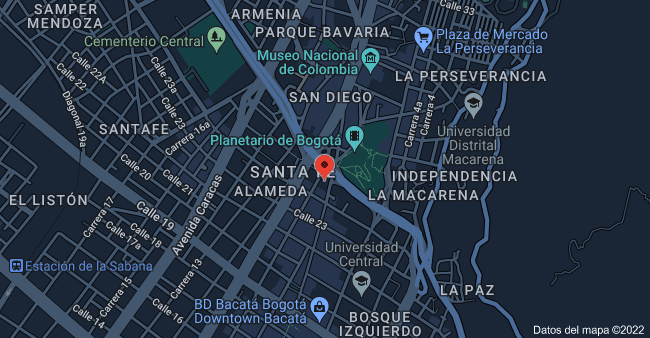 ARMENIA
SAMPER
MENDOZA
PARQUE BAVARIA
Calle 33
Cementerio Central
Plaza de Mercado
La Perseverancia
Museo Nacional
de Colombia
Calle 22
Calle 22A
Calle 23a
LA PERSEVERANCIA
SAN DIEGO
Diagonal 19a
Calle 23
Carrera 16a
Carrera 4a
Carrera 4
SANTAFE
Universidad
Distrital
Macarena
Planetario de Bogotá
Calle 20
Calle 21
SANTA FE
ALAMEDA
INDEPENDENCIA
LA MACARENA
EL LISTÓN
Carrera 17
Calle 19
Avenida Caracas
Calle 18
Calle 17a
Calle 23
Universidad
Central
Estación de la Sabana
Carrera 15
Carrera 13
LA PAZ
BD Bacatá Bogotá
Downtown Bacatá
Calle 14
Calle 16
BOSQUE
IZQUIERDO
Datos del mapa ©2022